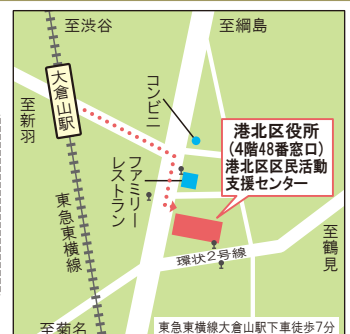 至渋谷
至綱島
大倉山駅
至新羽
コンビニ
港北区役所
(4階48番窓口)
港北区区民活動
支援センター
ファミリー
レストラン
東急東横線
環状2号線
至鶴見
至菊名
東急東横線大倉山駅下車徒歩7分